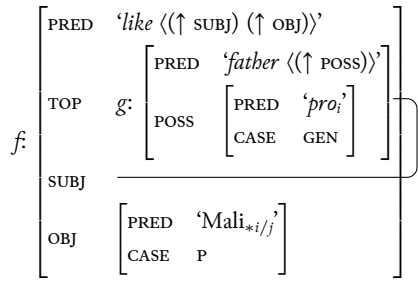 PRED ‘like ⟨(↑ SUBJ) (↑ OBJ)⟩’
PRED ‘father ⟨(↑ POSS)⟩’
TOP g: PRED ‘proᵢ’
POSS
CASE GEN
f:
SUBJ
PRED ‘Mali∗i/j’
OBJ
CASE P